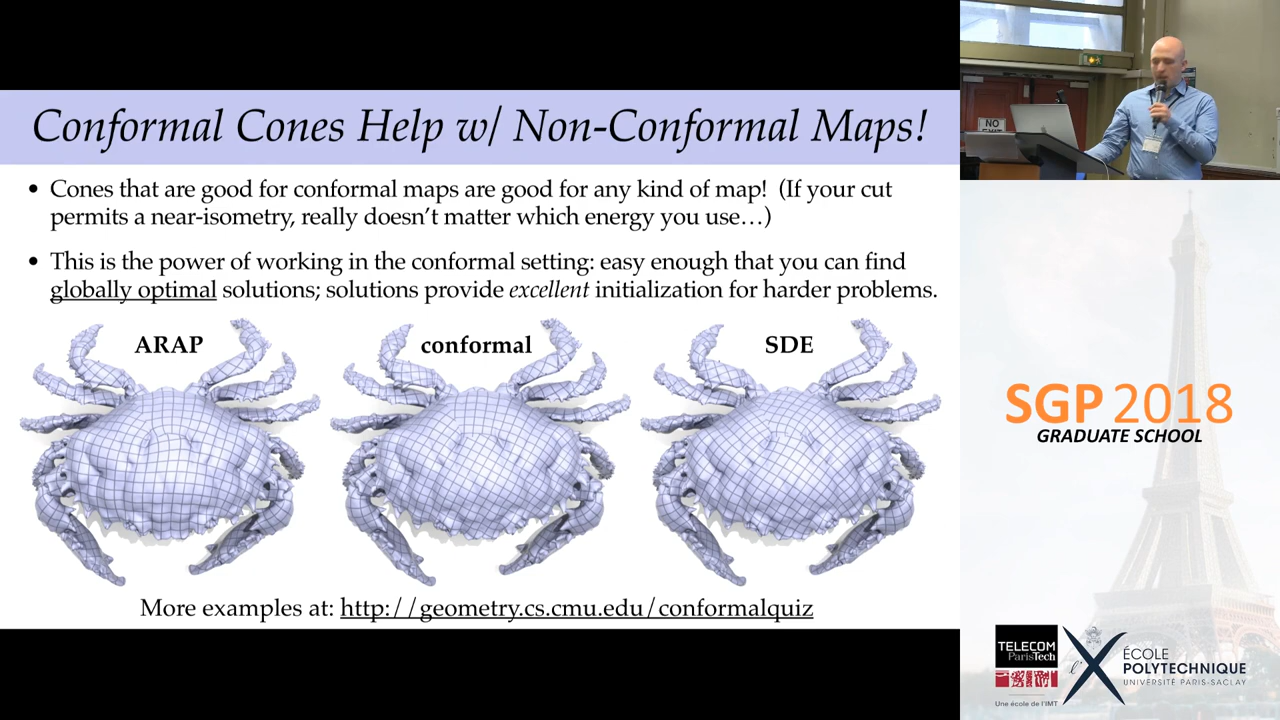 Conformal Cones Help w/ Non-Conformal Maps!
• Cones that are good for conformal maps are good for any kind of map! (If your cut
permits a near-isometry, really doesn't matter which energy you use…)
• This is the power of working in the conformal setting: easy enough that you can find
globally optimal solutions; solutions provide excellent initialization for harder problems.
ARAP
conformal
SDE
More examples at: http://geometry.cs.cmu.edu/conformalquiz
NO
EXIT
SGP 2018
GRADUATE SCHOOL
TELECOM
ParisTech
Une école de l'IMT
l'X
ÉCOLE
POLYTECHNIQUE
UNIVERSITÉ PARIS-SACLAY